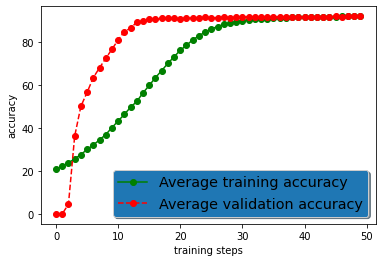 80
60
40
20
0
accuracy
Average training accuracy
Average validation accuracy
0
10
20
30
40
50
training steps